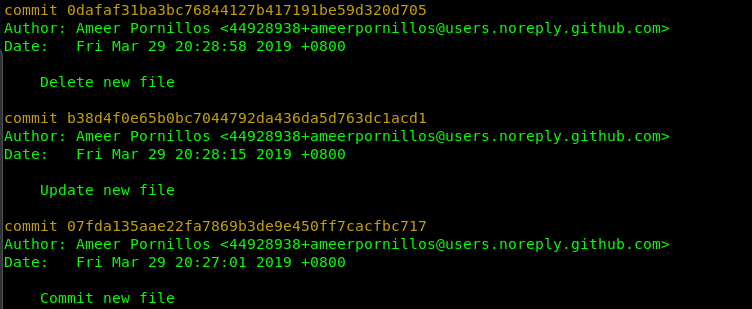 commit 0dafaf31ba3bc76844127b417191be59d320d705
Author: Ameer Pornillos <44928938+ameerpornillos@users.noreply.github.com>
Date:   Fri Mar 29 20:28:58 2019 +0800
Delete new file
commit b38d4f0e65b0bc7044792da436da5d763dc1acd1
Author: Ameer Pornillos <44928938+ameerpornillos@users.noreply.github.com>
Date:   Fri Mar 29 20:28:15 2019 +0800
Update new file
commit 07fda135aae22fa7869b3de9e450ff7cacfbc717
Author: Ameer Pornillos <44928938+ameerpornillos@users.noreply.github.com>
Date:   Fri Mar 29 20:27:01 2019 +0800
Commit new file